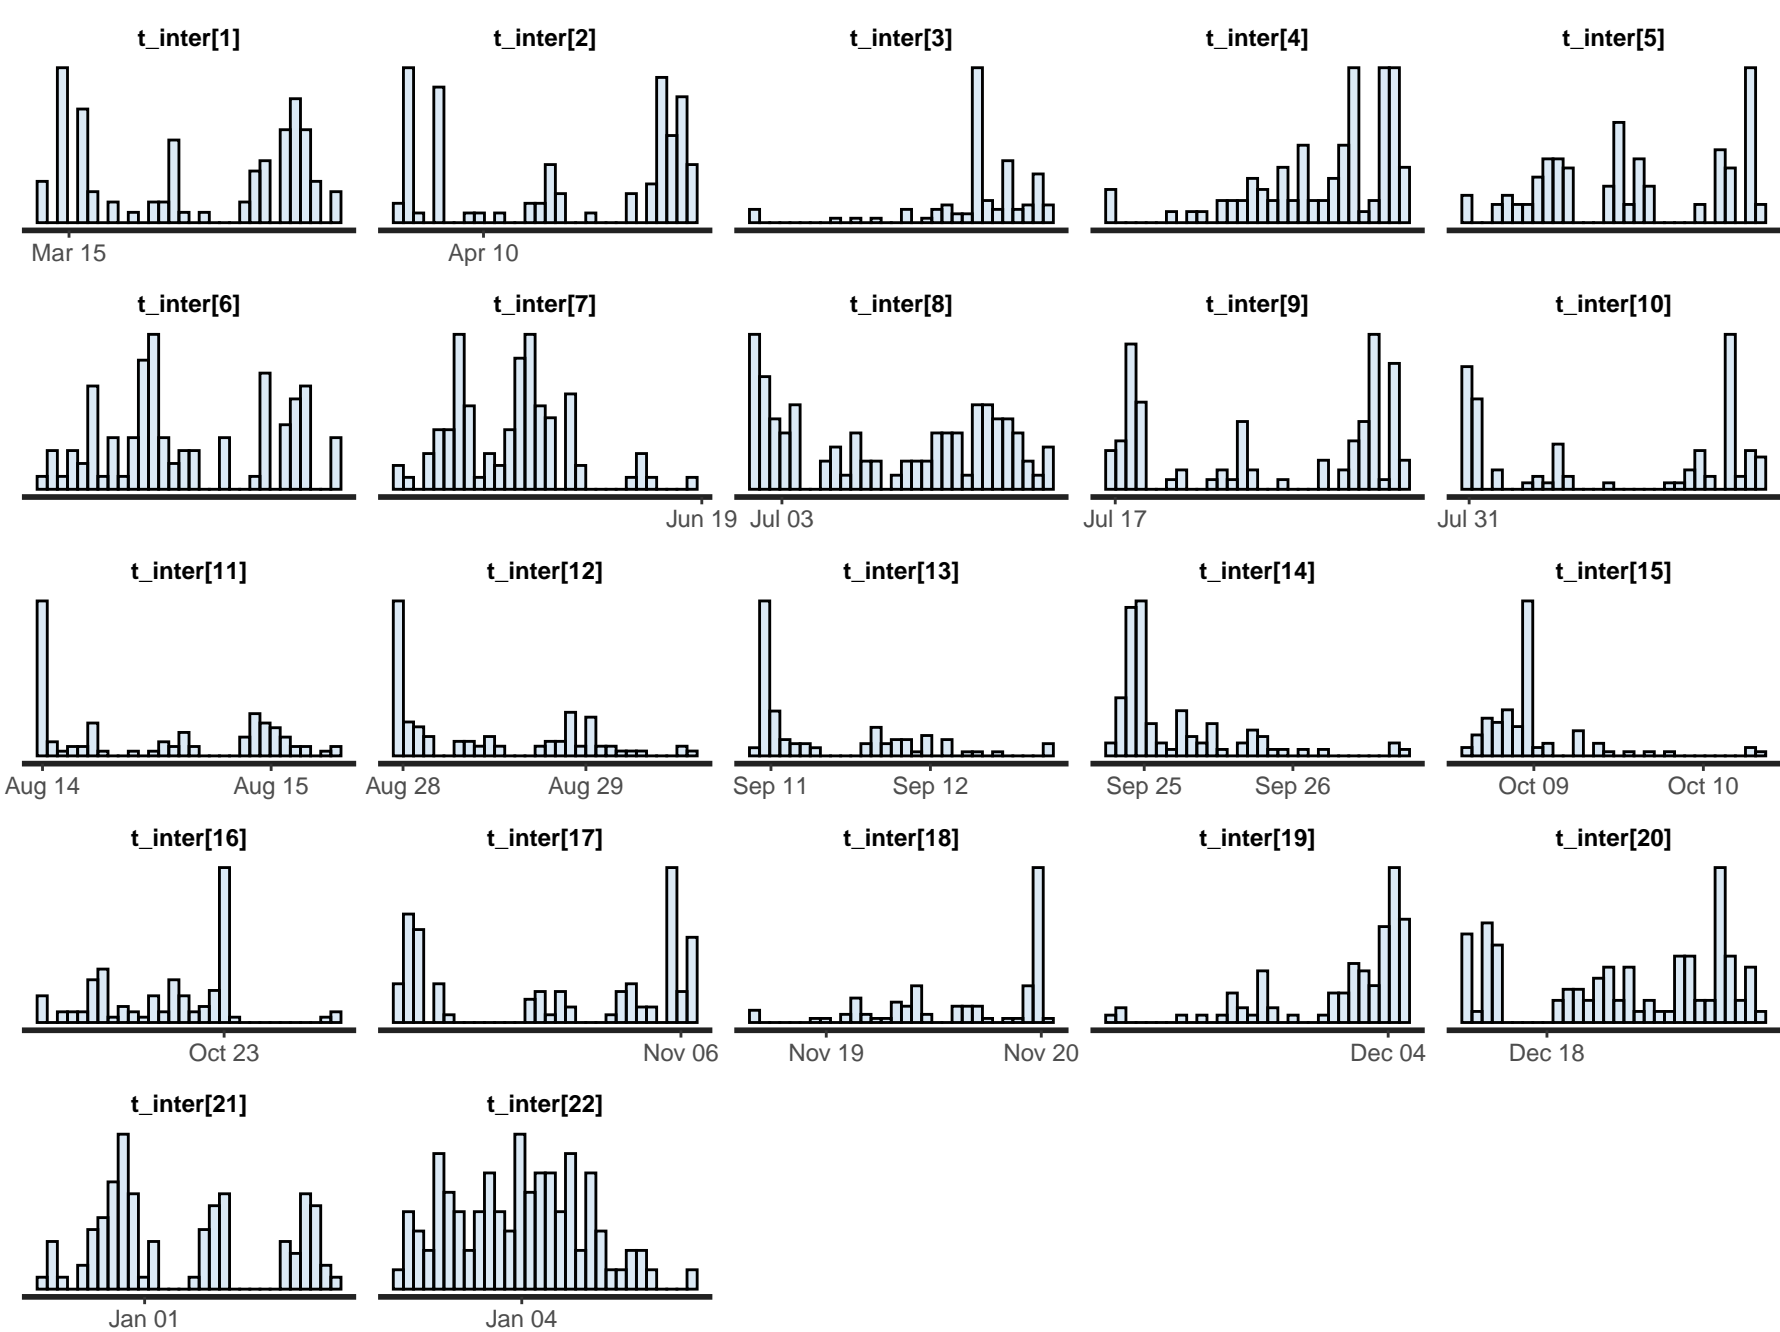 t_inter[1] t_inter[2] t_inter[3] t_inter[4] t_inter[5]
Mar 15 Apr 10
t_inter[6] t_inter[7] t_inter[8] t_inter[9] t_inter[10]
Jun 19 Jul 03 Jul 17 Jul 31
t_inter[11] t_inter[12] t_inter[13] t_inter[14] t_inter[15]
Aug 14 Aug 15 Aug 28 Aug 29 Sep 11 Sep 12 Sep 25 Sep 26 Oct 09 Oct 10
t_inter[16] t_inter[17] t_inter[18] t_inter[19] t_inter[20]
Oct 23 Nov 06 Nov 19 Nov 20 Dec 04 Dec 18
t_inter[21] t_inter[22]
Jan 01 Jan 04